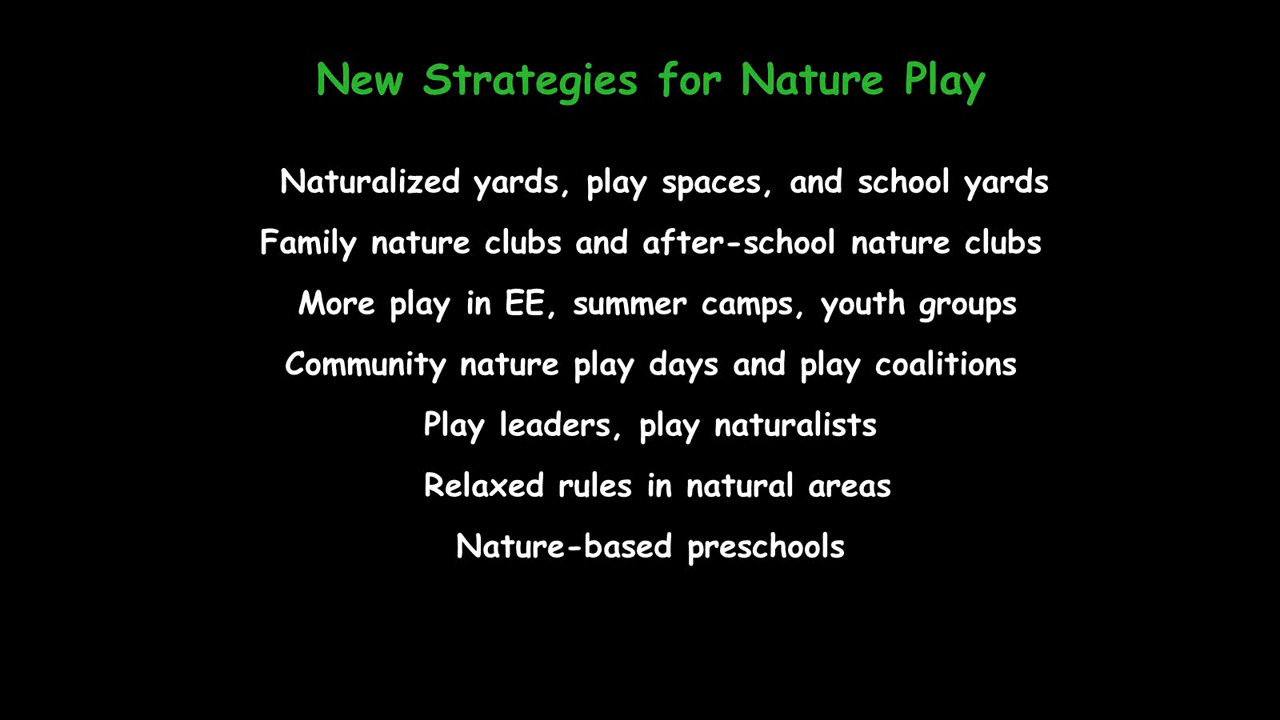 New Strategies for Nature Play
Naturalized yards, play spaces, and school yards
Family nature clubs and after-school nature clubs
More play in EE, summer camps, youth groups
Community nature play days and play coalitions
Play leaders, play naturalists
Relaxed rules in natural areas
Nature-based preschools